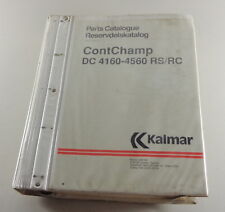 Parts Catalogue
Reservdelskatalog
ContChamp
DC 4160-4560 RS/RC
Kalmar